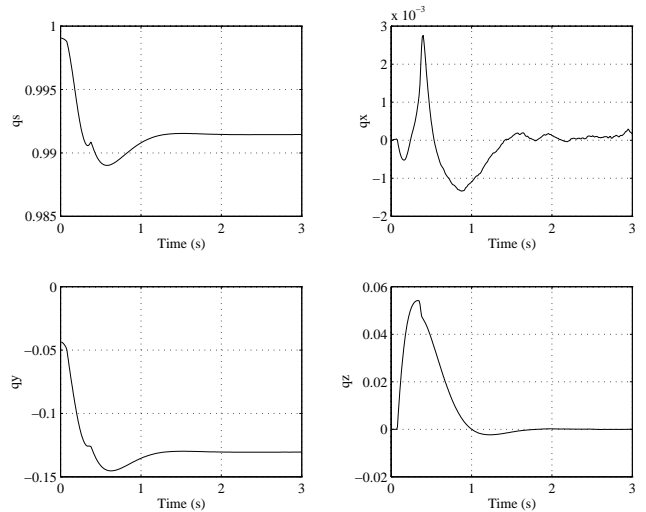 1
0.995
0.99
0.985
qs
0 1 2 3
Time (s)
x 10⁻³
3
2
1
0
−1
−2
qx
0 1 2 3
Time (s)
0
−0.05
−0.1
−0.15
qy
0 1 2 3
Time (s)
0.06
0.04
0.02
0
−0.02
qz
0 1 2 3
Time (s)